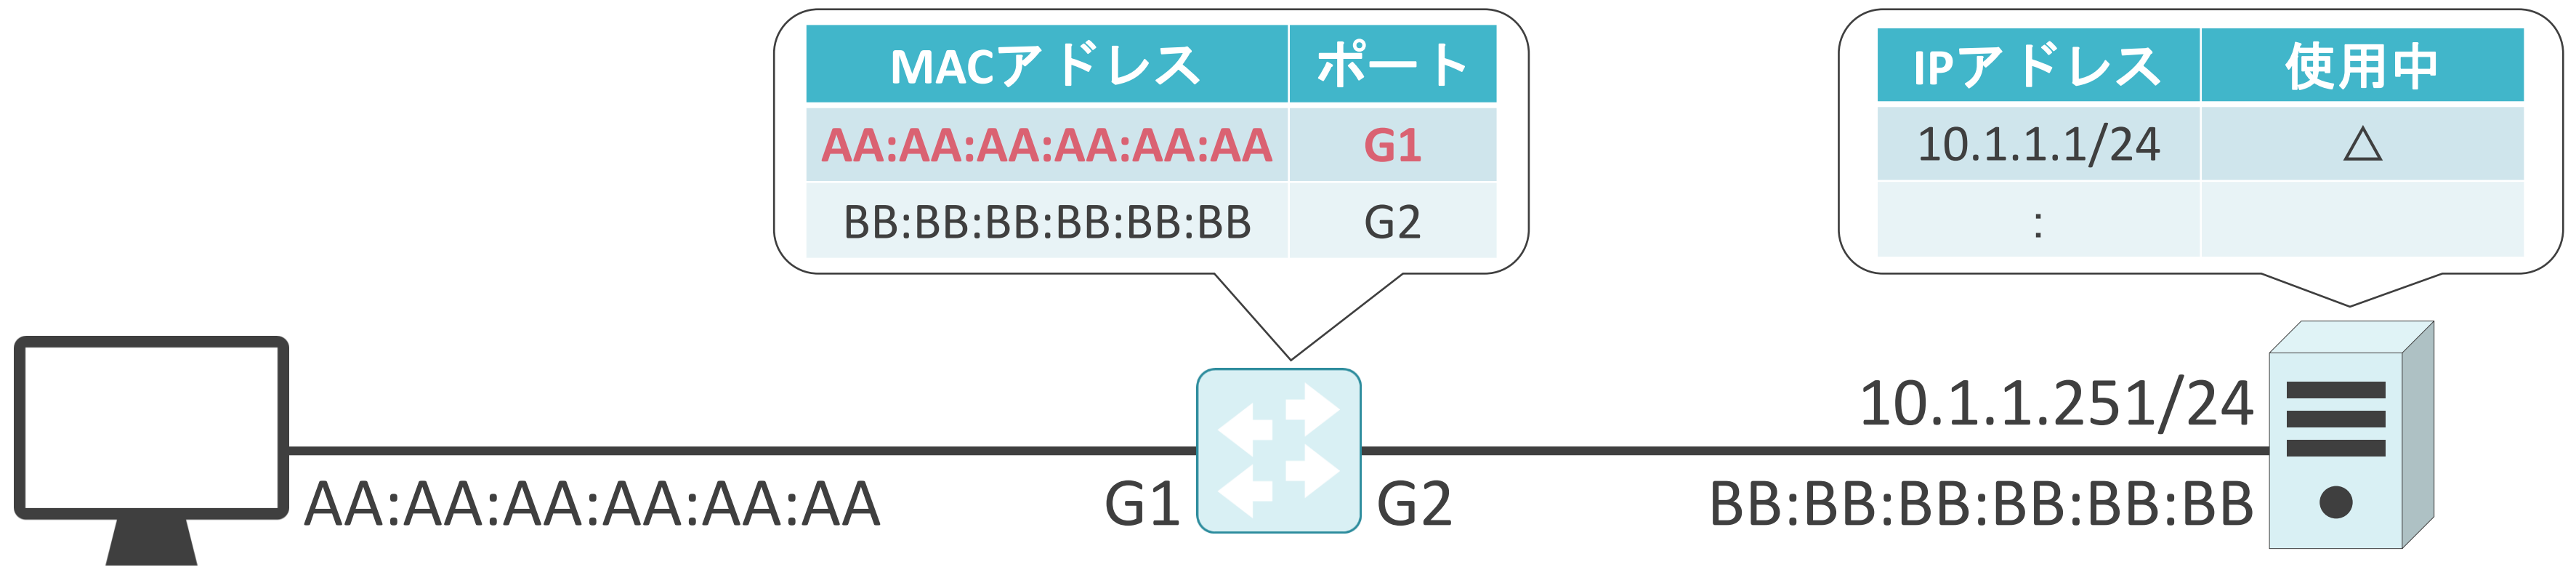 MACアドレス ポート
AA:AA:AA:AA:AA:AA G1
BB:BB:BB:BB:BB:BB G2
IPアドレス 使用中
10.1.1.1/24 △
:
10.1.1.251/24
AA:AA:AA:AA:AA:AA G1 G2 BB:BB:BB:BB:BB:BB